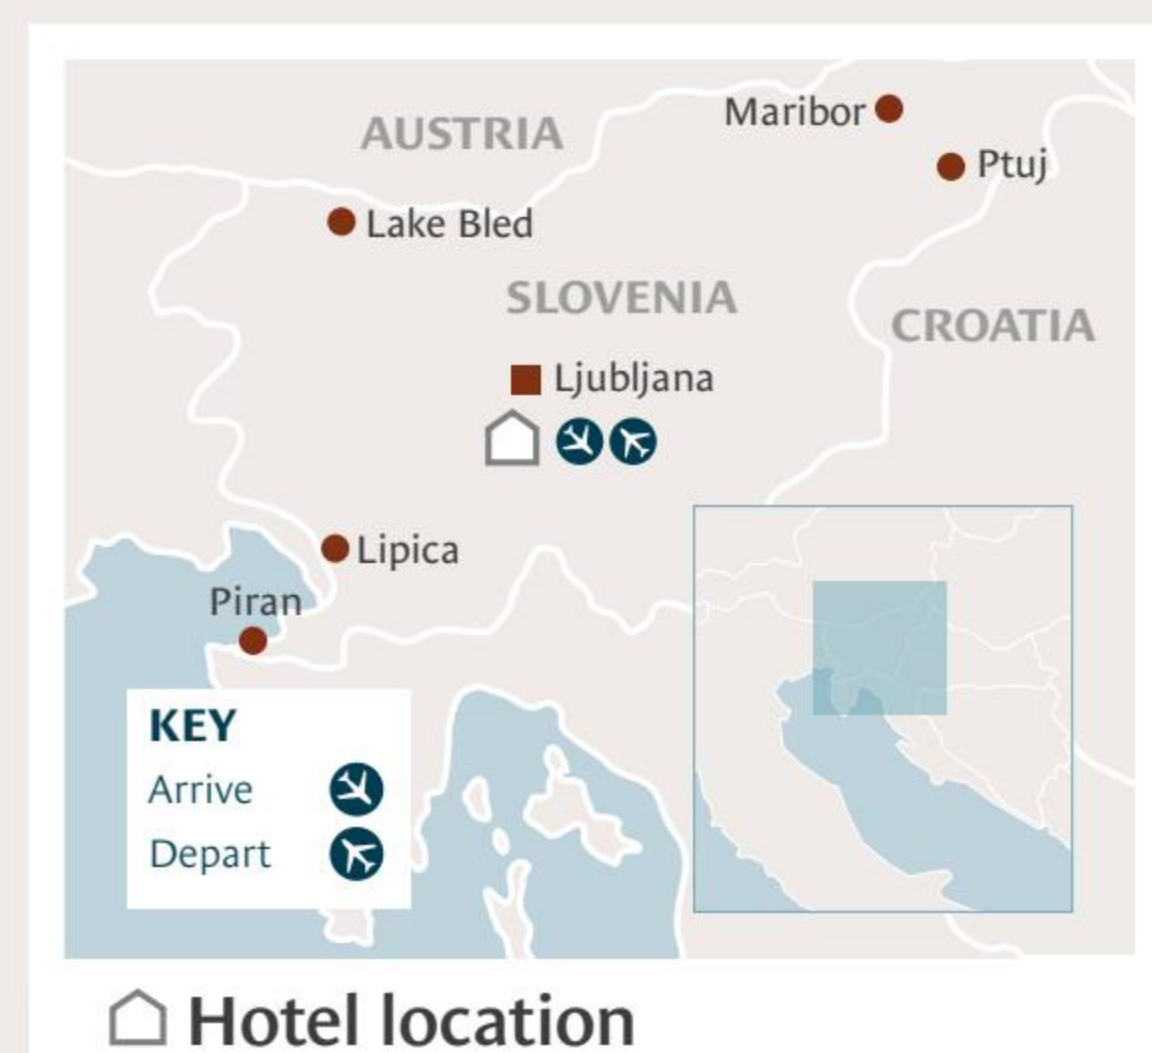 Maribor
AUSTRIA
Ptuj
Lake Bled
SLOVENIA
CROATIA
Ljubljana
Lipica
Piran
KEY
Arrive
Depart
Hotel location